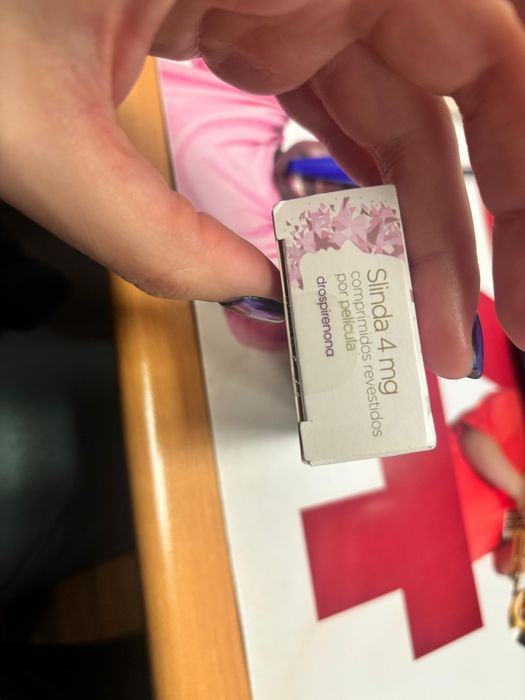 Slinda 4 mg
comprimidos revestidos
por película
drospirenona